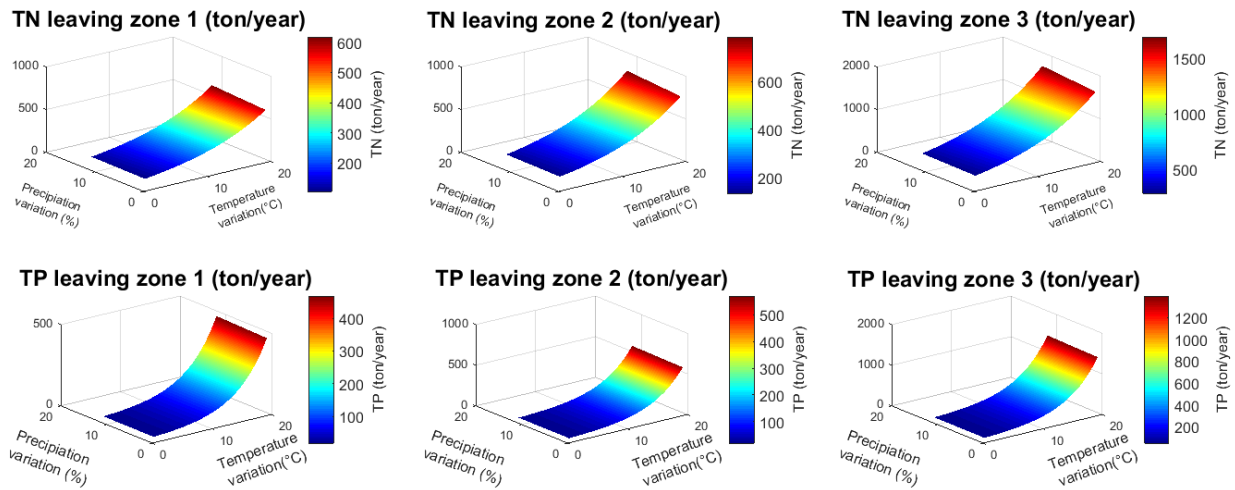 TN leaving zone 1 (ton/year)
1000
500
0
20
10
0
0
10
20
Precipiation
variation (%)
Temperature
variation(°C)
600
500
400
300
200
TN (ton/year)
TN leaving zone 2 (ton/year)
1000
500
0
20
10
0
0
10
20
Precipiation
variation (%)
Temperature
variation(°C)
600
400
200
TN (ton/year)
TN leaving zone 3 (ton/year)
2000
1000
0
20
10
0
0
10
20
Precipiation
variation (%)
Temperature
variation(°C)
1500
1000
500
TN (ton/year)
TP leaving zone 1 (ton/year)
500
0
20
10
0
0
10
20
Precipiation
variation (%)
Temperature
variation(°C)
400
300
200
100
TP (ton/year)
TP leaving zone 2 (ton/year)
1000
500
0
20
10
0
0
10
20
Precipiation
variation (%)
Temperature
variation(°C)
500
400
300
200
100
TP (ton/year)
TP leaving zone 3 (ton/year)
2000
1000
0
20
10
0
0
10
20
Precipiation
variation (%)
Temperature
variation(°C)
1200
1000
800
600
400
200
TP (ton/year)